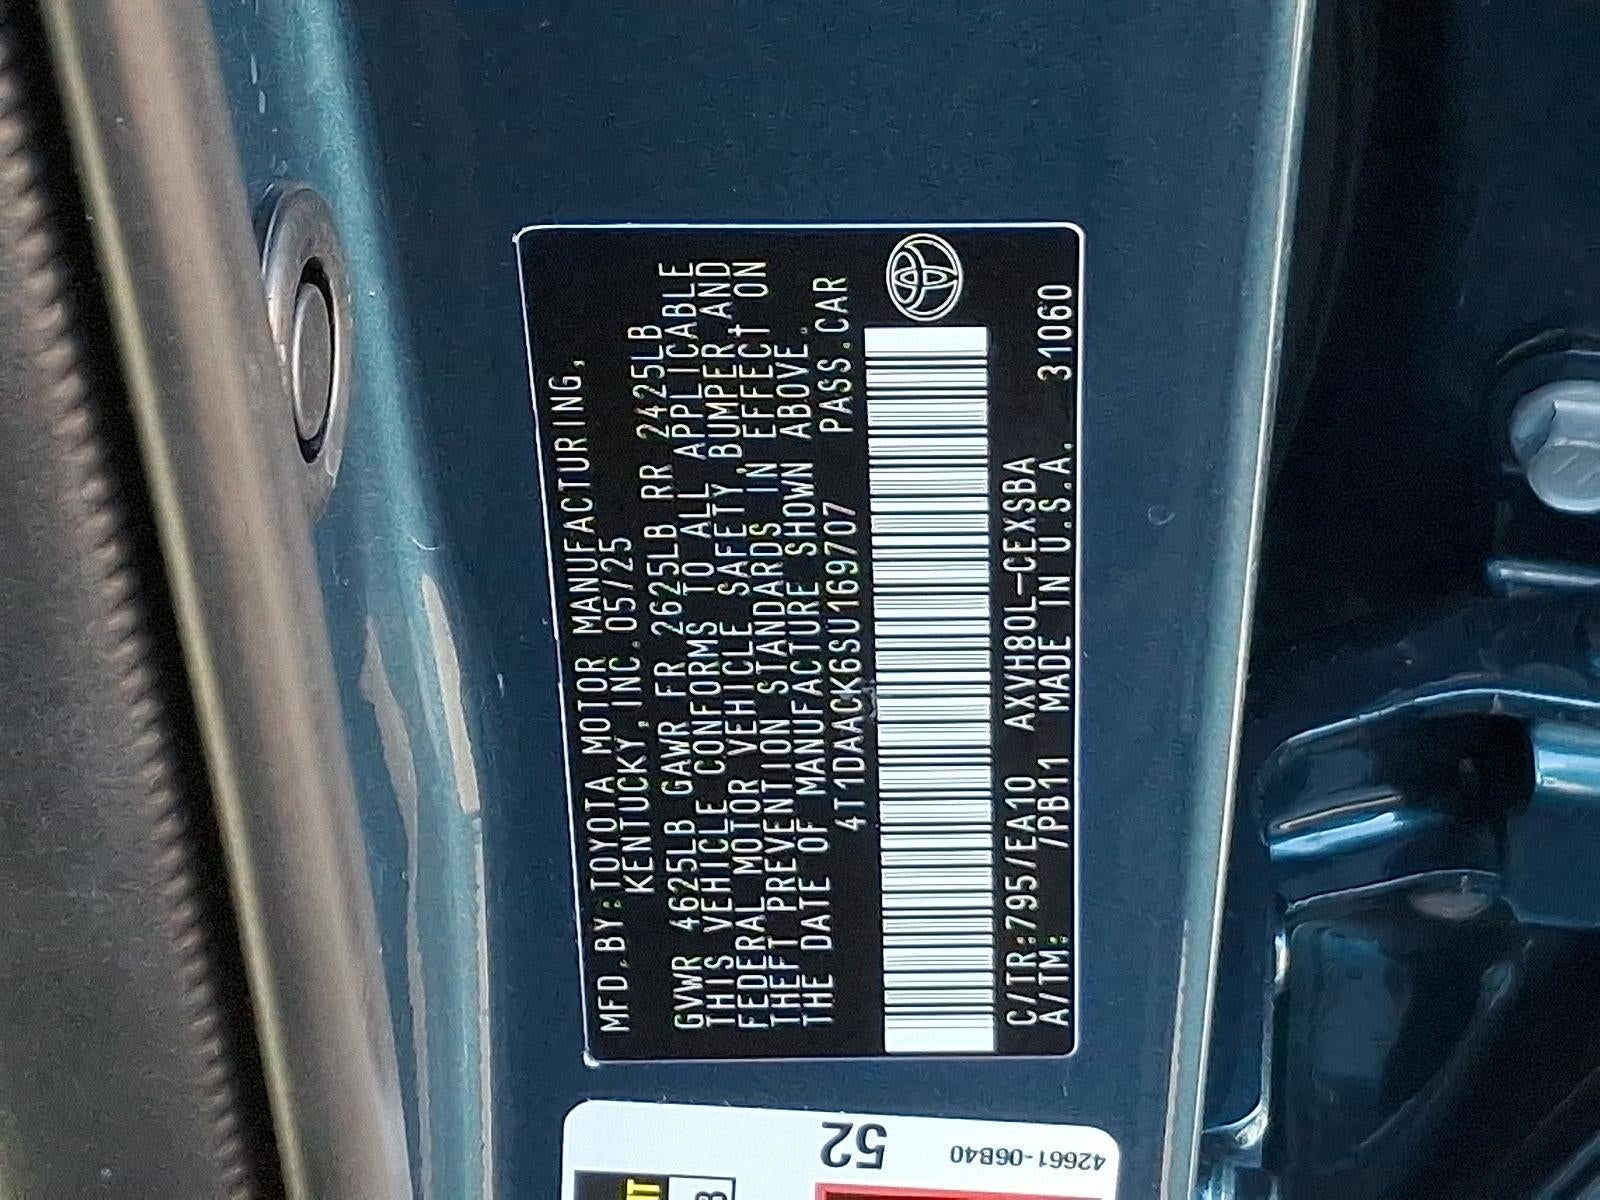 MFD.BY:TOYOTA MOTOR MANUFACTURING,
KENTUCKY,INC.05/25
GVWR 4625LB GAWR FR 2625LB RR 2425LB
THIS VEHICLE CONFORMS TO ALL APPLICABLE
FEDERAL MOTOR VEHICLE SAFETY,BUMPER,AND
THEFT PREVENTION STANDARDS IN EFFECT ON
THE DATE OF MANUFACTURE SHOWN ABOVE.
4T1DAACK6SU169707 PASS.CAR
C/TR:795/EA10 AXVH80L-CEXSBA 31060
A/TM: /PB11 MADE IN U.S.A.
52
42661-06B40